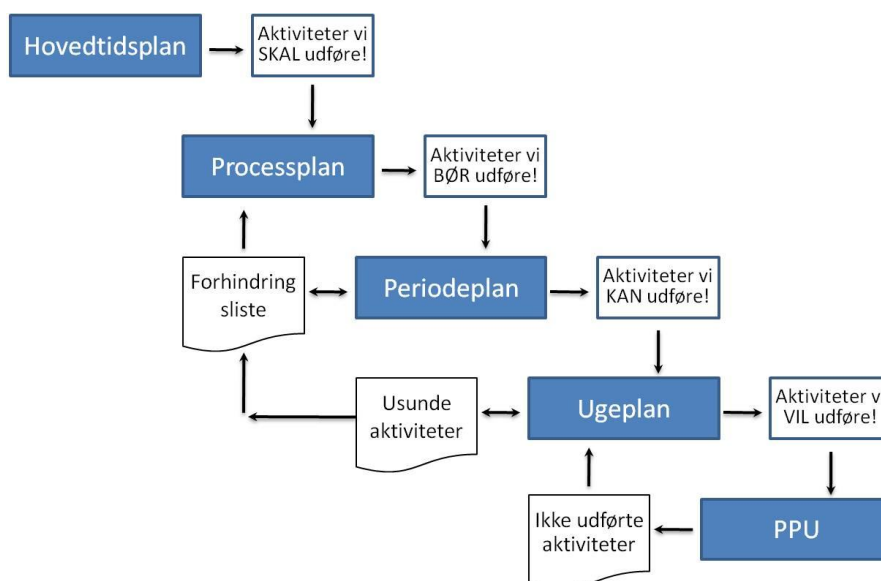 Hovedtidsplan
Aktiviteter vi
SKAL udføre!
Processplan
Aktiviteter vi
BØR udføre!
Forhindring
sliste
Periodeplan
Aktiviteter vi
KAN udføre!
Usunde
aktiviteter
Ugeplan
Aktiviteter vi
VIL udføre!
Ikke udførte
aktiviteter
PPU